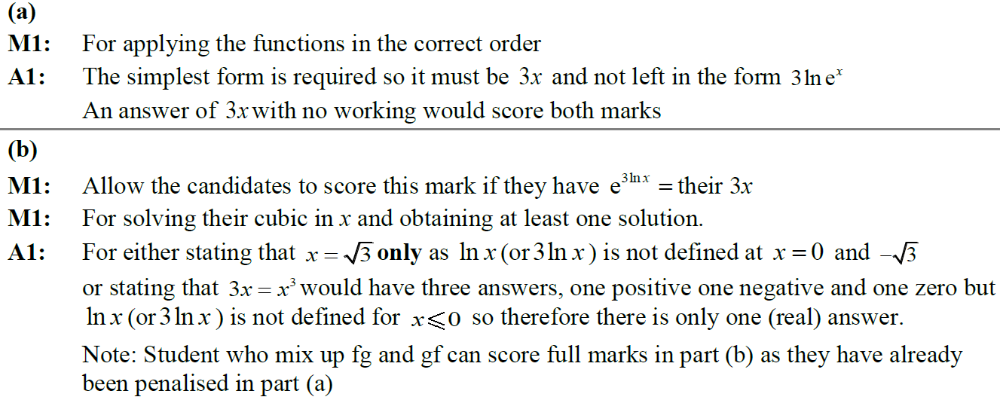 (a)
M1: For applying the functions in the correct order
A1: The simplest form is required so it must be 3x and not left in the form 3 ln eˣ
An answer of 3x with no working would score both marks
(b)
M1: Allow the candidates to score this mark if they have e^{3 ln x} = their 3x
M1: For solving their cubic in x and obtaining at least one solution.
A1: For either stating that x = √3 only as ln x (or 3 ln x) is not defined at x = 0 and −√3
or stating that 3x = x³ would have three answers, one positive one negative and one zero but
ln x (or 3 ln x) is not defined for x⩽0 so therefore there is only one (real) answer.
Note: Student who mix up fg and gf can score full marks in part (b) as they have already
been penalised in part (a)